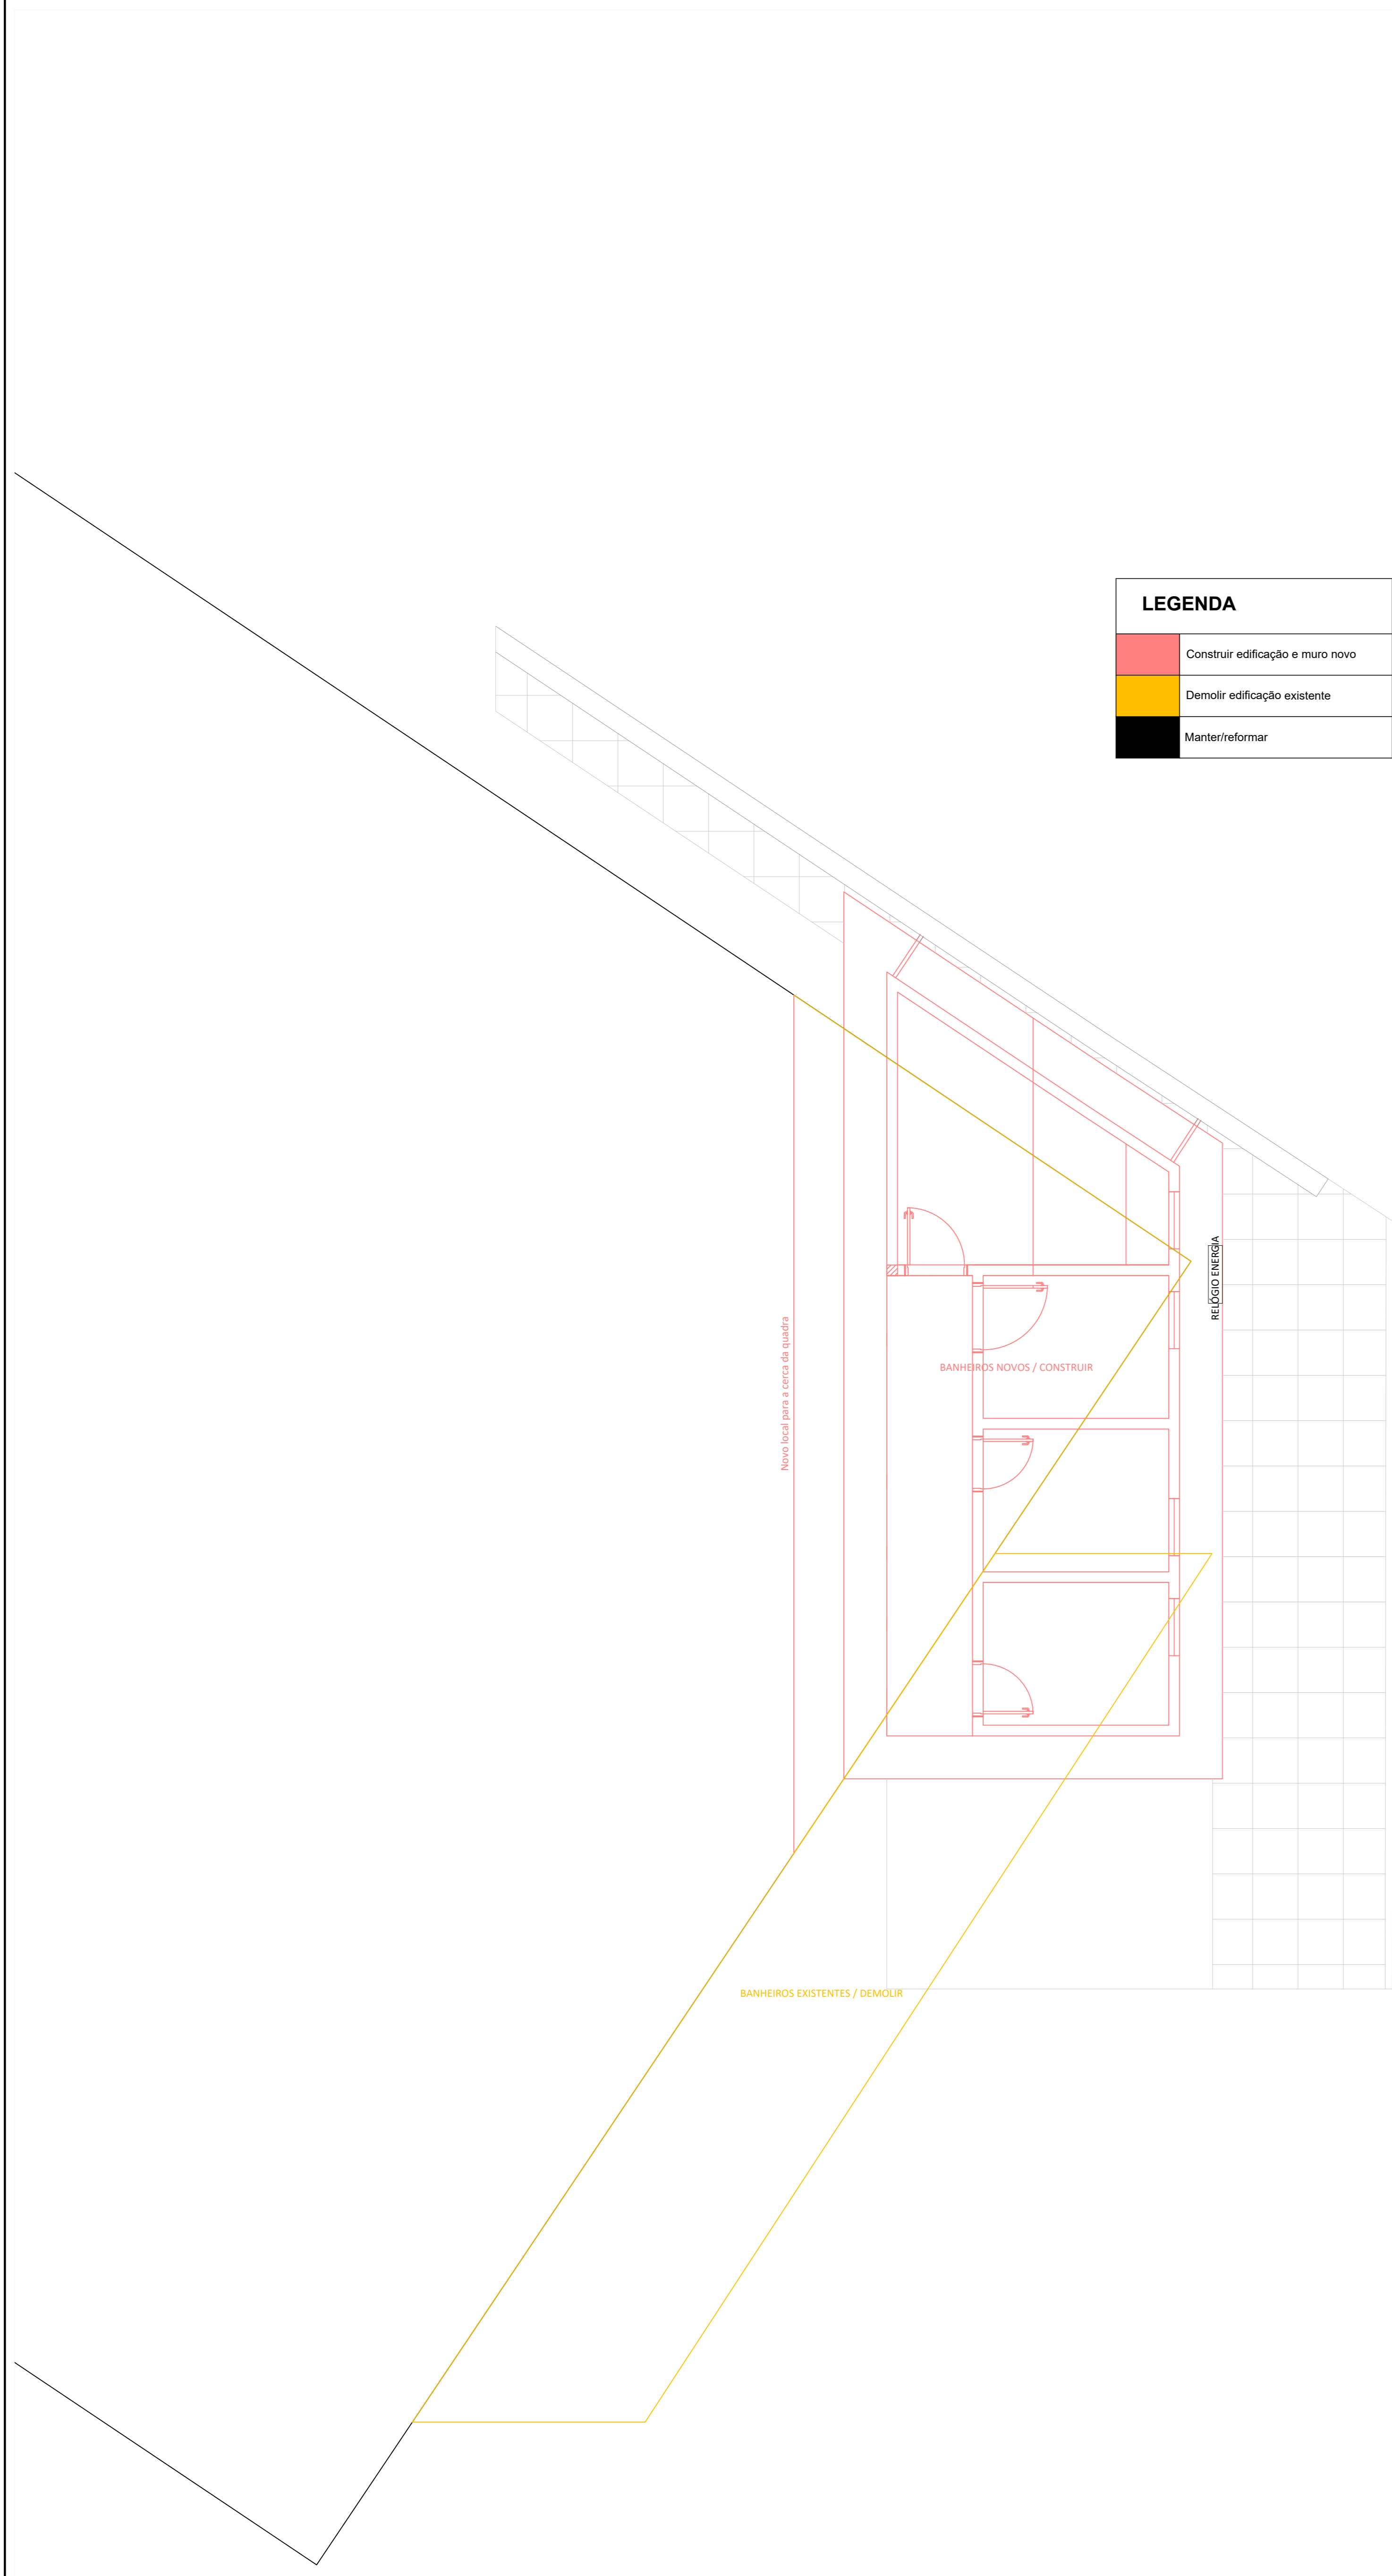 LEGENDA
Construir edificação e muro novo
Demolir edificação existente
Manter/reformar
RELÓGIO ENERGIA
Novo local para a cerca da quadra
BANHEIROS NOVOS / CONSTRUIR
BANHEIROS EXISTENTES / DEMOLIR